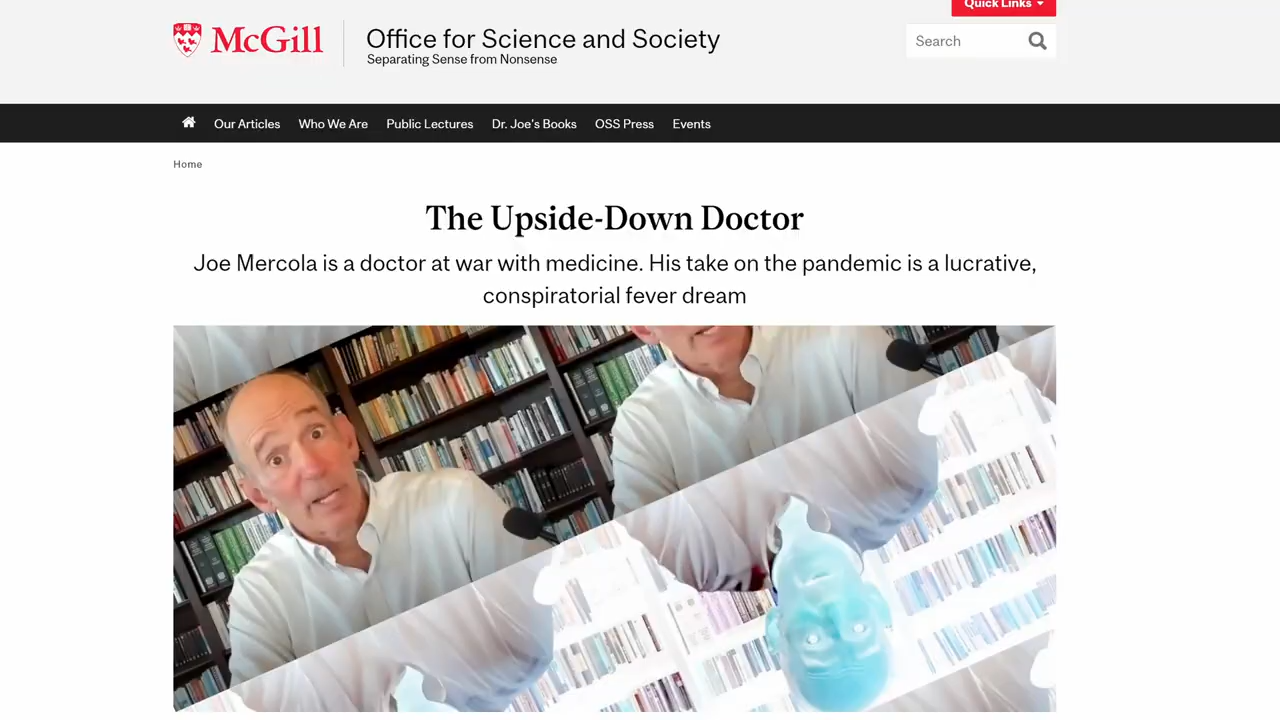 Quick Links
McGill
Office for Science and Society
Separating Sense from Nonsense
Search
Our Articles
Who We Are
Public Lectures
Dr. Joe's Books
OSS Press
Events
Home
The Upside-Down Doctor
Joe Mercola is a doctor at war with medicine. His take on the pandemic is a lucrative,
conspiratorial fever dream